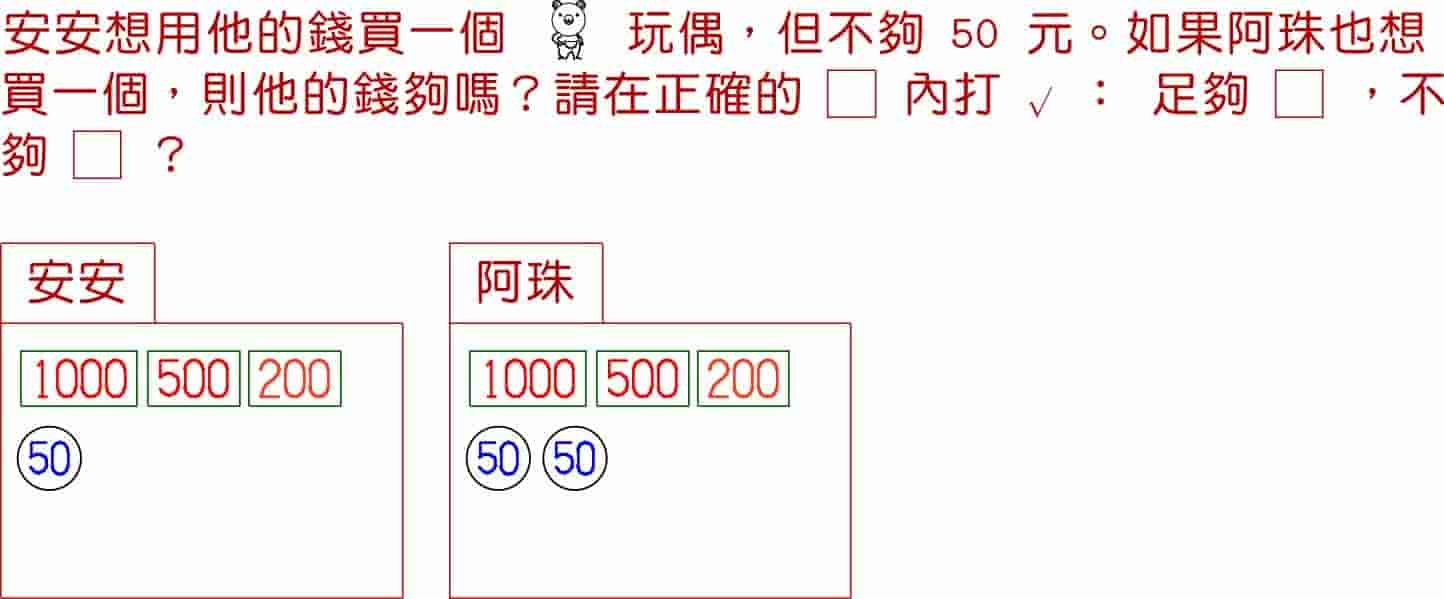 安安想用他的錢買一個 玩偶，但不夠 50 元。如果阿珠也想
買一個，則他的錢夠嗎？請在正確的 □ 內打 √ ： 足夠 □ ，不
夠 □ ？
安安 阿珠
1000 500 200 1000 500 200
50 50 50